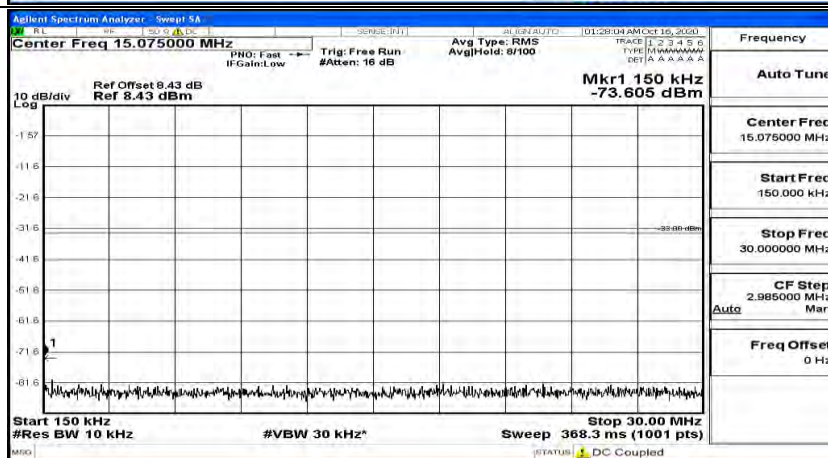 Agilent Spectrum Analyzer - Swept SA
RL RF 50 Ω DC SENSE:INT ALIGN AUTO 01:28:04 AM Oct 16, 2020
Center Freq 15.075000 MHz
PNO: Fast
IFGain:Low
Trig: Free Run
#Atten: 16 dB
Avg Type: RMS
Avg|Hold: 8/100
TRACE 1 2 3 4 5 6
TYPE
DET A A A A A A
Ref Offset 8.43 dB
Ref 8.43 dBm
10 dB/div
Log
Mkr1 150 kHz
-73.605 dBm
-1.57
-11.6
-21.6
-31.6
-33.00 dBm
-41.6
-51.6
-61.6
-71.6
-81.6
1
Start 150 kHz
Stop 30.00 MHz
#Res BW 10 kHz
#VBW 30 kHz*
Sweep 368.3 ms (1001 pts)
MSG
STATUS
DC Coupled
Frequency
Auto Tune
Center Freq
15.075000 MHz
Start Freq
150.000 kHz
Stop Freq
30.000000 MHz
CF Step
2.985000 MHz
Auto Man
Freq Offset
0 Hz